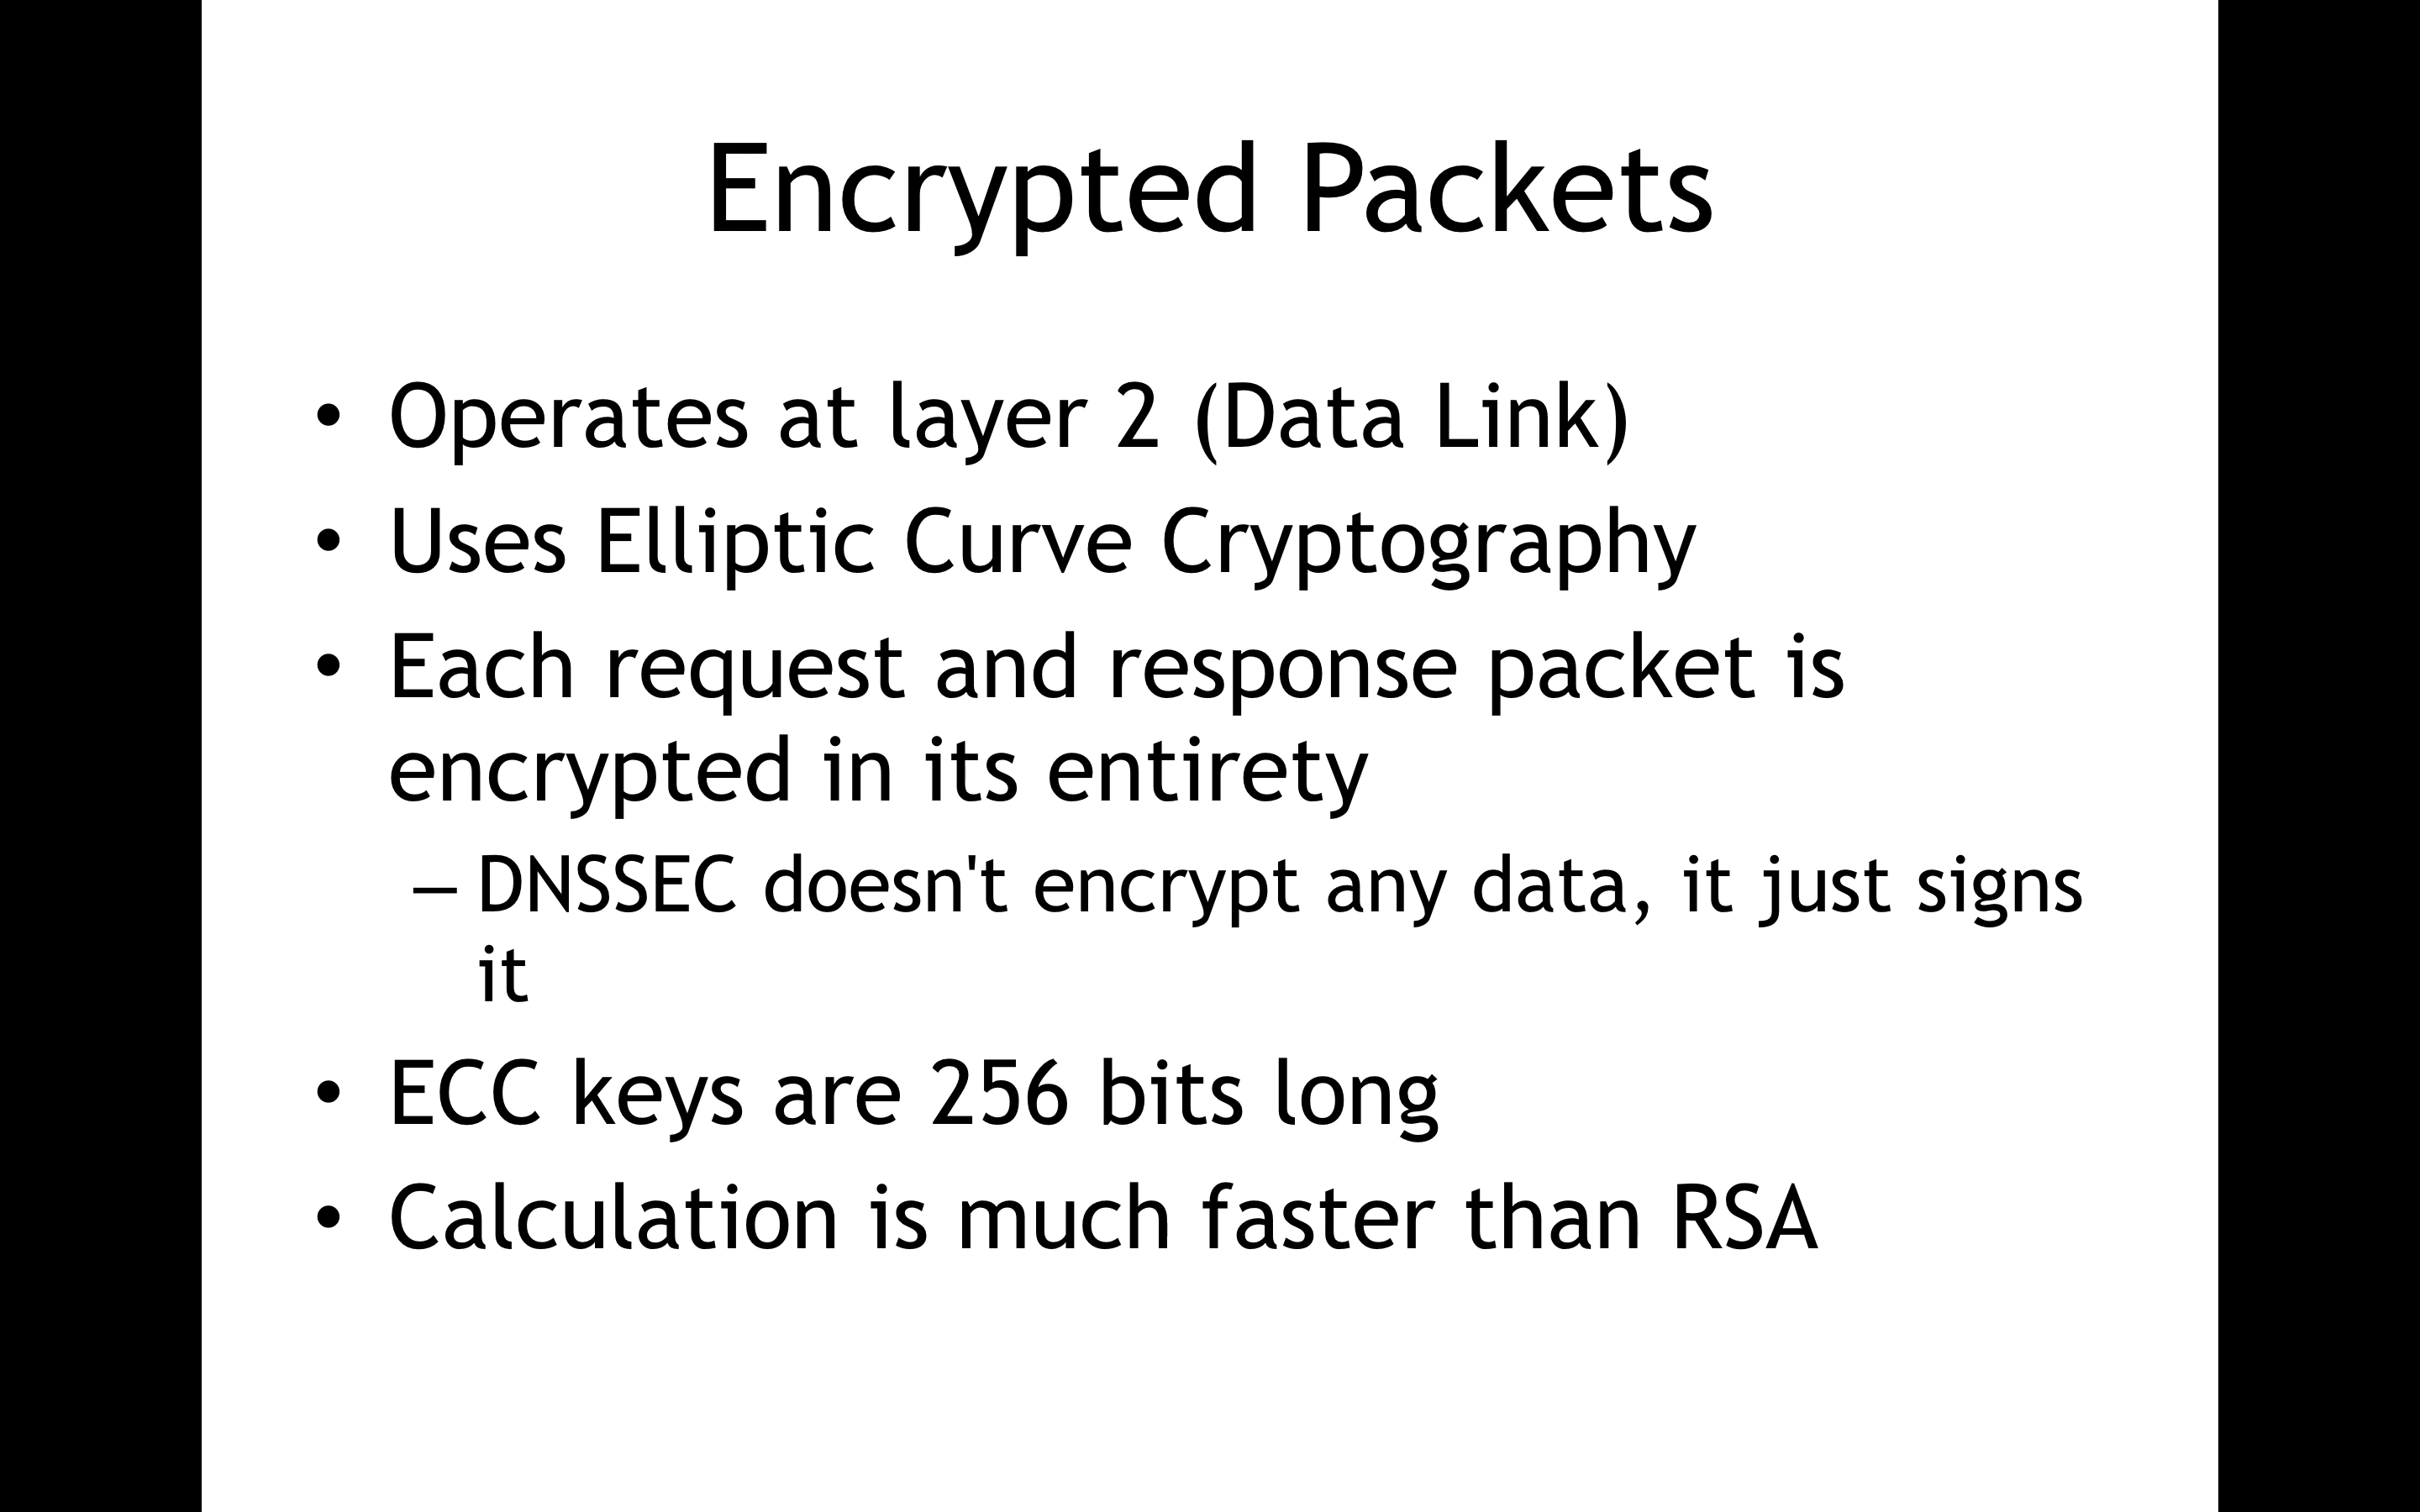 Encrypted Packets
• Operates at layer 2 (Data Link)
• Uses Elliptic Curve Cryptography
• Each request and response packet is
encrypted in its entirety
– DNSSEC doesn't encrypt any data, it just signs
it
• ECC keys are 256 bits long
• Calculation is much faster than RSA